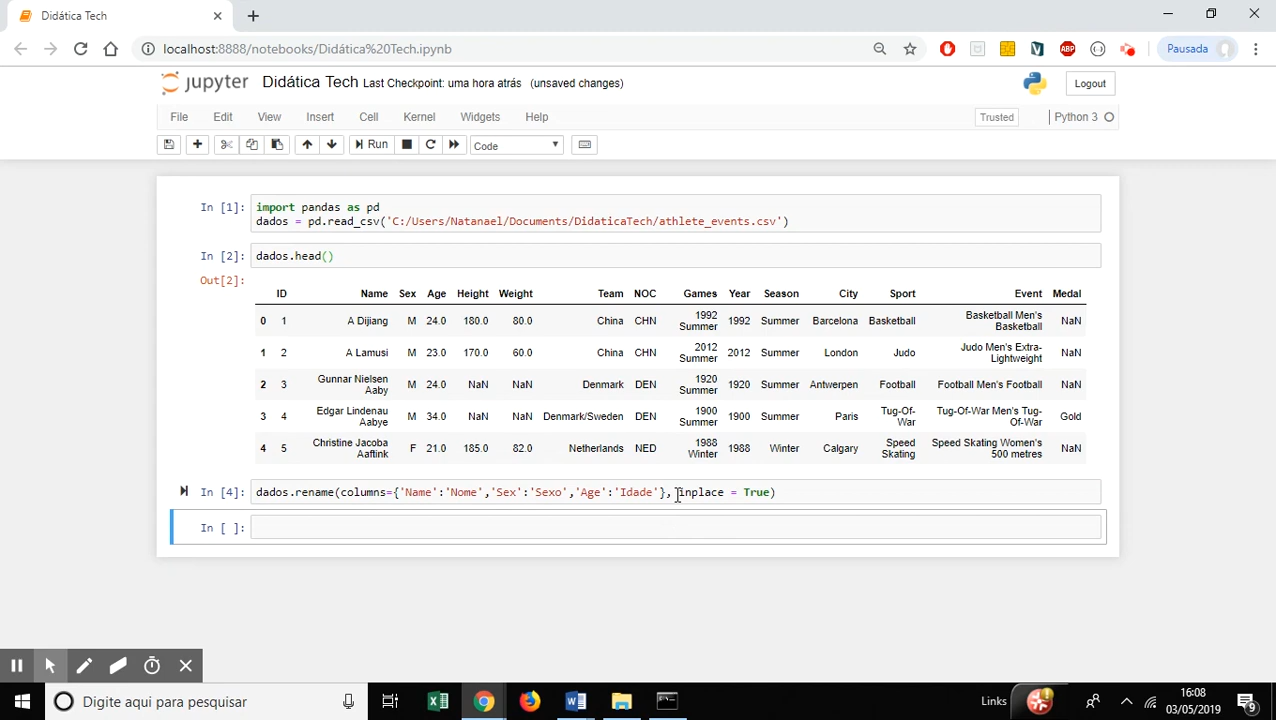 Didática Tech
localhost:8888/notebooks/Didática%20Tech.ipynb
ABP
Pausada
jupyter Didática Tech Last Checkpoint: uma hora atrás (unsaved changes)
Logout
File Edit View Insert Cell Kernel Widgets Help
Trusted
Python 3
Run
Code
In [1]: import pandas as pd
dados = pd.read_csv('C:/Users/Natanael/Documents/DidaticaTech/athlete_events.csv')
In [2]: dados.head()
Out[2]:
ID Name Sex Age Height Weight Team NOC Games Year Season City Sport Event Medal
0 1 A Dijiang M 24.0 180.0 80.0 China CHN 1992 Summer 1992 Summer Barcelona Basketball Basketball Men's Basketball NaN
1 2 A Lamusi M 23.0 170.0 60.0 China CHN 2012 Summer 2012 Summer London Judo Judo Men's Extra-Lightweight NaN
2 3 Gunnar Nielsen Aaby M 24.0 NaN NaN Denmark DEN 1920 Summer 1920 Summer Antwerpen Football Football Men's Football NaN
3 4 Edgar Lindenau Aabye M 34.0 NaN NaN Denmark/Sweden DEN 1900 Summer 1900 Summer Paris Tug-Of-War Tug-Of-War Men's Tug-Of-War Gold
4 5 Christine Jacoba Aaftink F 21.0 185.0 82.0 Netherlands NED 1988 Winter 1988 Winter Calgary Speed Skating Speed Skating Women's 500 metres NaN
In [4]: dados.rename(columns={'Name':'Nome','Sex':'Sexo','Age':'Idade'}, inplace = True)
In [ ]:
Digite aqui para pesquisar
Links
16:08
03/05/2019
9